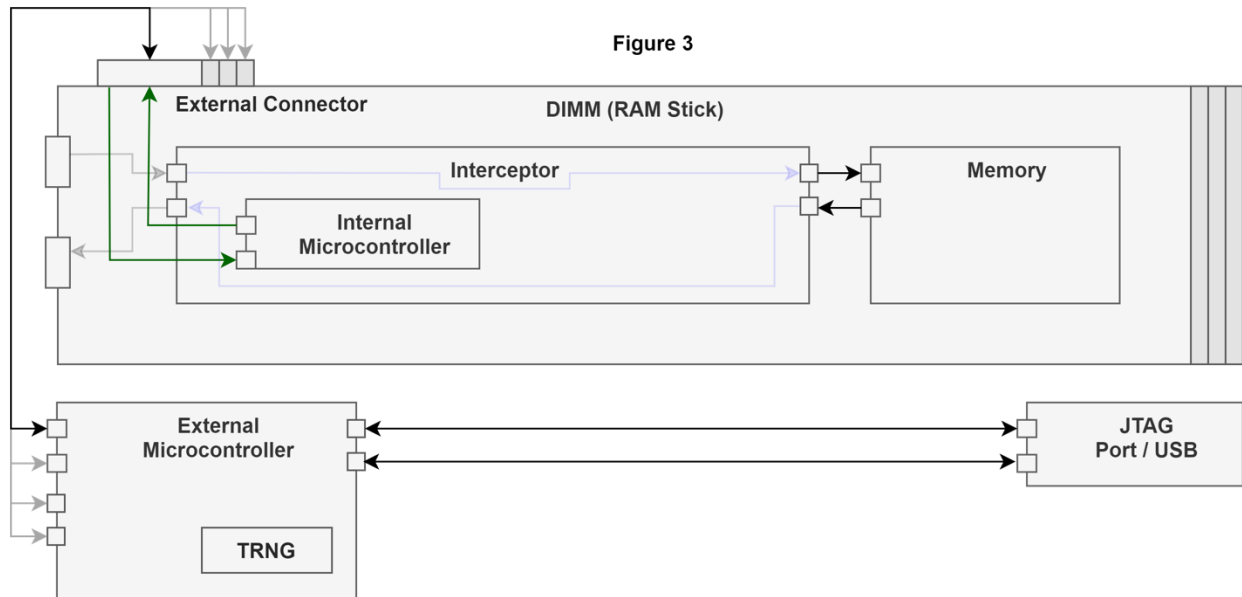 Figure 3
External Connector
DIMM (RAM Stick)
Interceptor
Memory
Internal
Microcontroller
External
Microcontroller
JTAG
Port / USB
TRNG